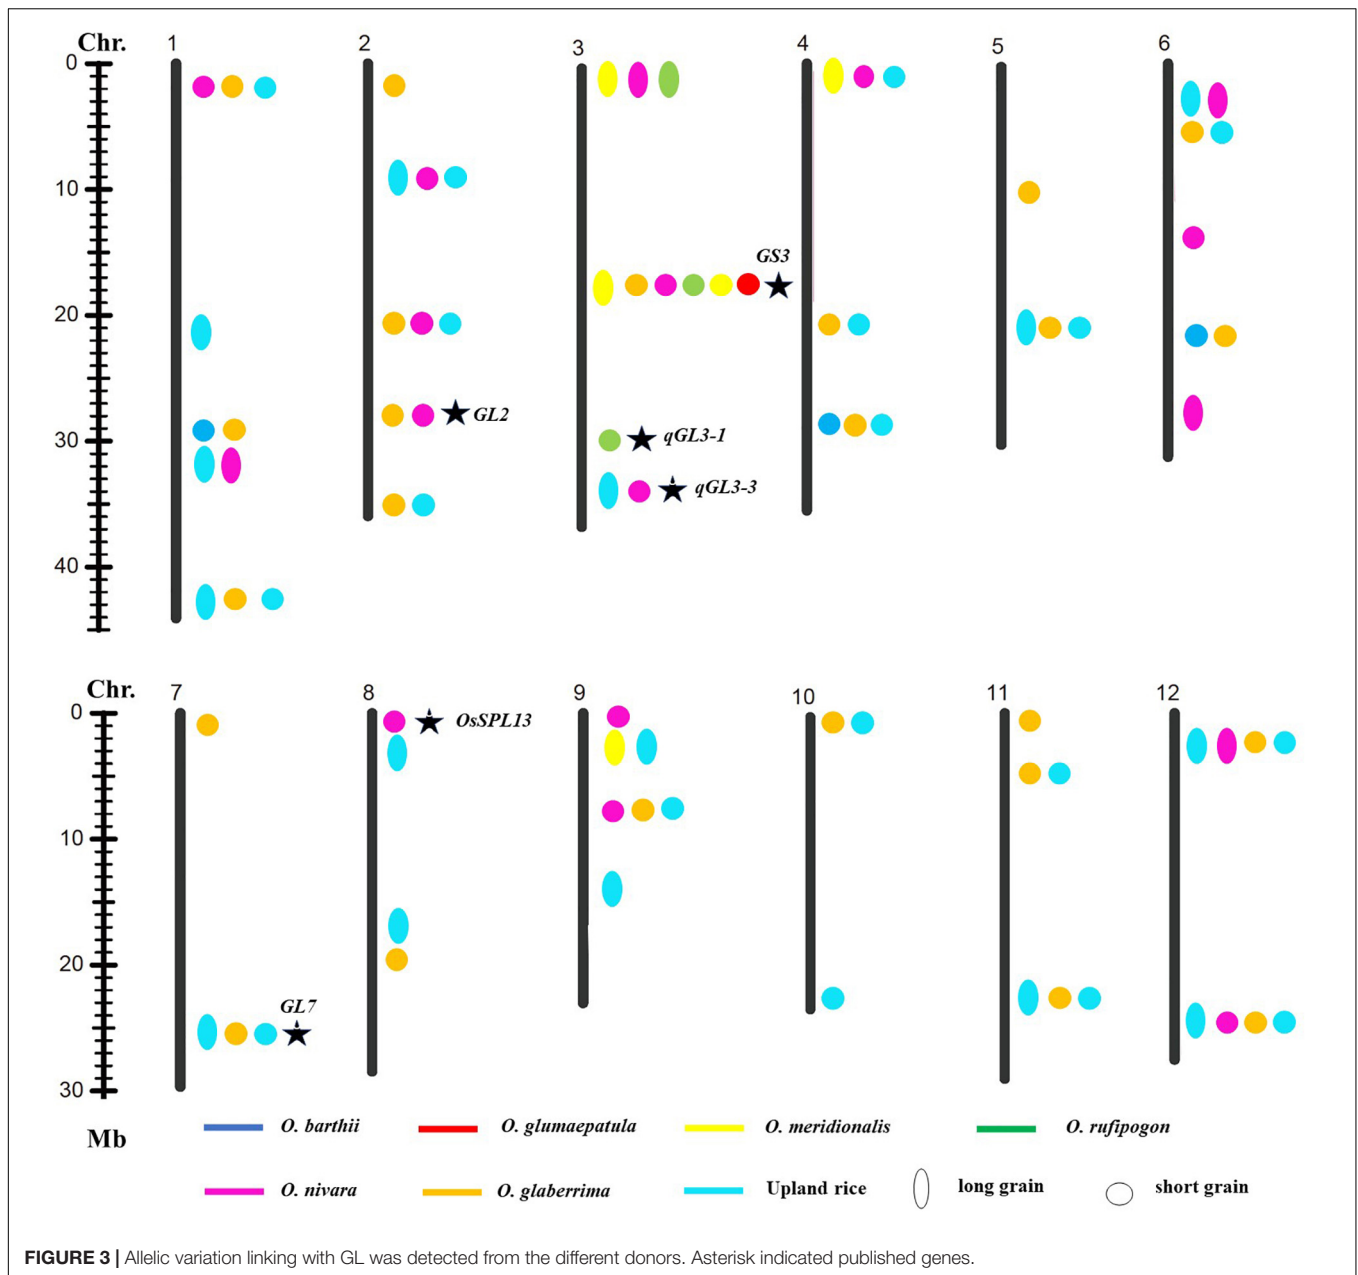 Chr. 1 2 3 4 5 6
0
10
GS3
20
GL2
30 qGL3-1
qGL3-3
40
Chr. 7 8 9 10 11 12
0 OsSPL13
10
20
GL7
30
Mb
O. barthii O. glumaepatula O. meridionalis O. rufipogon
O. nivara O. glaberrima Upland rice long grain short grain
FIGURE 3 | Allelic variation linking with GL was detected from the different donors. Asterisk indicated published genes.